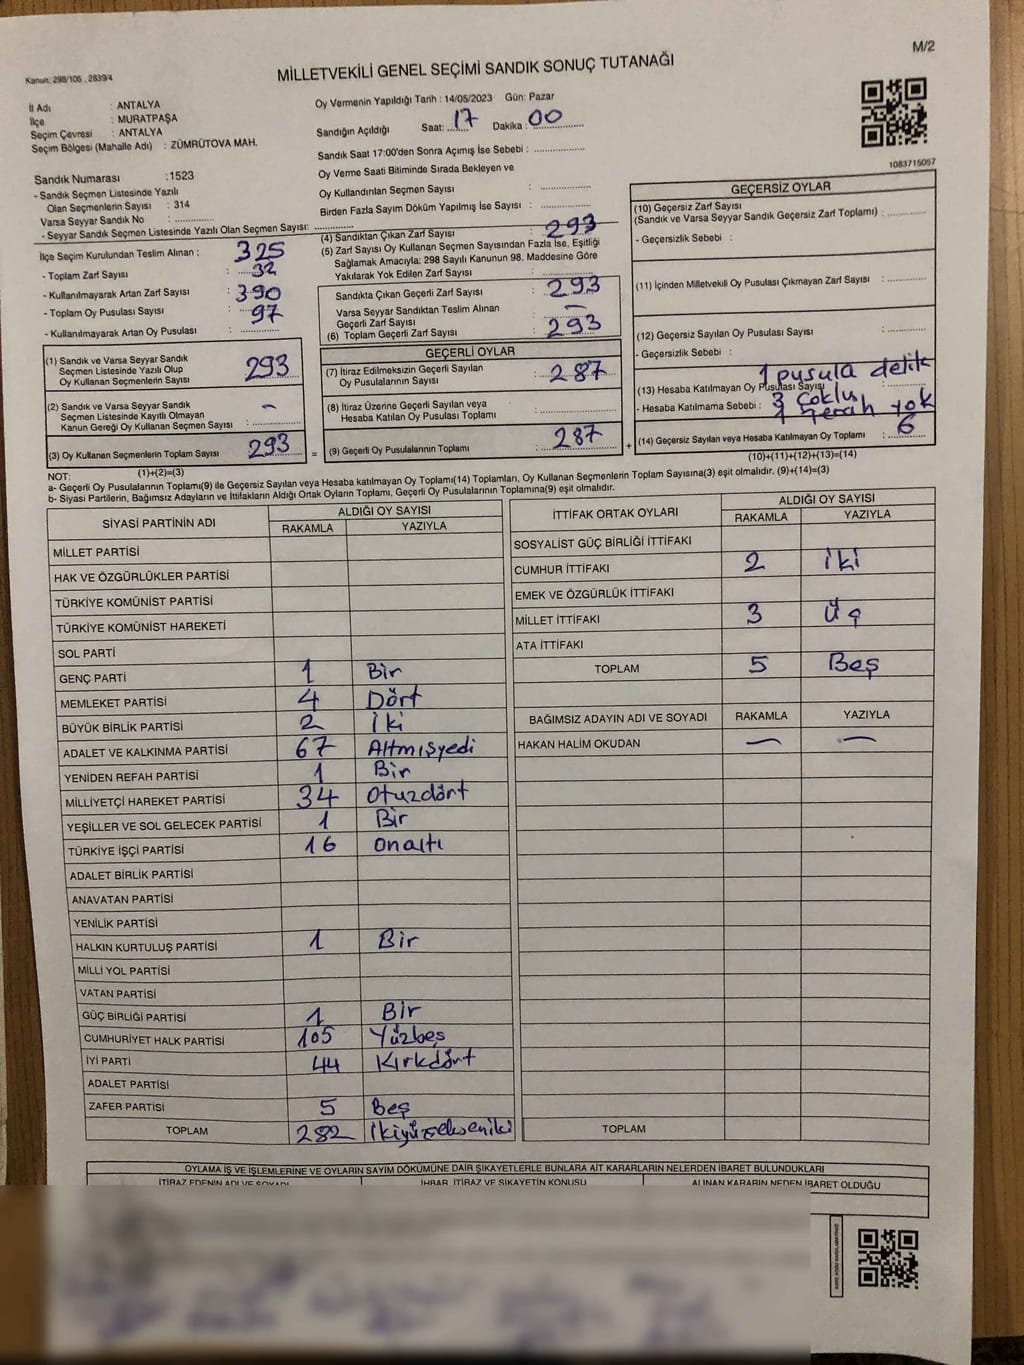 M/2
Kanun: 298/105 , 2839/4
MİLLETVEKİLİ GENEL SEÇİMİ SANDIK SONUÇ TUTANAĞI
İl Adı : ANTALYA
İlçe : MURATPAŞA
Seçim Çevresi : ANTALYA
Seçim Bölgesi (Mahalle Adı) : ZÜMRÜTOVA MAH.
Sandık Numarası :1523
- Sandık Seçmen Listesinde Yazılı
Olan Seçmenlerin Sayısı : 314
Varsa Seyyar Sandık No :
- Seyyar Sandık Seçmen Listesinde Yazılı Olan Seçmen Sayısı:
Oy Vermenin Yapıldığı Tarih : 14/05/2023 Gün: Pazar
Sandığın Açıldığı Saat: 17 Dakika : 00
Sandık Saat 17:00'den Sonra Açımış İse Sebebi :
Oy Verme Saati Bitiminde Sırada Bekleyen ve
Oy Kullandırılan Seçmen Sayısı :
Birden Fazla Sayım Döküm Yapılmış İse Sayısı :
1083715057
İlçe Seçim Kurulundan Teslim Alınan : 325
- Toplam Zarf Sayısı : 32
- Kullanılmayarak Artan Zarf Sayısı : 390
- Toplam Oy Pusulası Sayısı : 97
- Kullanılmayarak Artan Oy Pusulası :
(1) Sandık ve Varsa Seyyar Sandık
Seçmen Listesinde Yazılı Olup
Oy Kullanan Seçmenlerin Sayısı 293
(2) Sandık ve Varsa Seyyar Sandık
Seçmen Listesinde Kayıtlı Olmayan
Kanun Gereği Oy Kullanan Seçmen Sayısı : -
(3) Oy Kullanan Seçmenlerin Toplam Sayısı 293
(1)+(2)=(3)
(4) Sandıktan Çıkan Zarf Sayısı : 293
(5) Zarf Sayısı Oy Kullanan Seçmen Sayısından Fazla İse, Eşitliği
Sağlamak Amacıyla: 298 Sayılı Kanunun 98. Maddesine Göre
Yakılarak Yok Edilen Zarf Sayısı :
Sandıkta Çıkan Geçerli Zarf Sayısı : 293
Varsa Seyyar Sandıktan Teslim Alınan
Geçerli Zarf Sayısı : -
(6) Toplam Geçerli Zarf Sayısı : 293
GEÇERLİ OYLAR
(7) İtiraz Edilmeksizin Geçerli Sayılan
Oy Pusulalarının Sayısı : 287
(8) İtiraz Üzerine Geçerli Sayılan veya
Hesaba Katılan Oy Pusulası Toplamı :
= (9) Geçerli Oy Pusulalarının Toplamı : 287 +
GEÇERSİZ OYLAR
(10) Geçersiz Zarf Sayısı
(Sandık ve Varsa Seyyar Sandık Geçersiz Zarf Toplamı) :
- Geçersizlik Sebebi :
(11) İçinden Milletvekili Oy Pusulası Çıkmayan Zarf Sayısı :
(12) Geçersiz Sayılan Oy Pusulası Sayısı :
- Geçersizlik Sebebi :
1 pusula delik
(13) Hesaba Katılmayan Oy Pusulası Sayısı :
- Hesaba Katılmama Sebebi : 3 çoklu
yok
(14) Geçersiz Sayılan veya Hesaba Katılmayan Oy Toplamı : 6
(10)+(11)+(12)+(13)=(14)
NOT:
a- Geçerli Oy Pusulalarının Toplamı(9) ile Geçersiz Sayılan veya Hesaba katılmayan Oy Toplamı(14) Toplamları, Oy Kullanan Seçmenlerin Toplam Sayısına(3) eşit olmalıdır. (9)+(14)=(3)
b- Siyasi Partilerin, Bağımsız Adayların ve İttifakların Aldığı Ortak Oyların Toplamı, Geçerli Oy Pusulalarının Toplamına(9) eşit olmalıdır.
SİYASİ PARTİNİN ADI ALDIĞI OY SAYISI
RAKAMLA YAZIYLA
MİLLET PARTİSİ
HAK VE ÖZGÜRLÜKLER PARTİSİ
TÜRKİYE KOMÜNİST PARTİSİ
TÜRKİYE KOMÜNİST HAREKETİ
SOL PARTİ
GENÇ PARTİ 1 Bir
MEMLEKET PARTİSİ 4 Dört
BÜYÜK BİRLİK PARTİSİ 2 İki
ADALET VE KALKINMA PARTİSİ 67 Altmışyedi
YENİDEN REFAH PARTİSİ 1 Bir
MİLLİYETÇİ HAREKET PARTİSİ 34 Otuzdört
YEŞİLLER VE SOL GELECEK PARTİSİ 1 Bir
TÜRKİYE İŞÇİ PARTİSİ 16 onaltı
ADALET BİRLİK PARTİSİ
ANAVATAN PARTİSİ
YENİLİK PARTİSİ
HALKIN KURTULUŞ PARTİSİ 1 Bir
MİLLİ YOL PARTİSİ
VATAN PARTİSİ
GÜÇ BİRLİĞİ PARTİSİ 1 Bir
CUMHURİYET HALK PARTİSİ 105 Yüzbeş
İYİ PARTİ 44 Kırkdört
ADALET PARTİSİ
ZAFER PARTİSİ 5 Beş
TOPLAM 282 ikiyüzsekseniki
İTTİFAK ORTAK OYLARI ALDIĞI OY SAYISI
RAKAMLA YAZIYLA
SOSYALİST GÜÇ BİRLİĞİ İTTİFAKI
CUMHUR İTTİFAKI 2 iki
EMEK VE ÖZGÜRLÜK İTTİFAKI
MİLLET İTTİFAKI 3 Üç
ATA İTTİFAKI
TOPLAM 5 Beş
BAĞIMSIZ ADAYIN ADI VE SOYADI RAKAMLA YAZIYLA
HAKAN HALİM OKUDAN - -
TOPLAM
OYLAMA İŞ VE İŞLEMLERİNE VE OYLARIN SAYIM DÖKÜMÜNE DAİR ŞİKAYETLERLE BUNLARA AİT KARARLARIN NELERDEN İBARET BULUNDUKLARI
İTİRAZ EDENİN ADI VE SOYADI İHBAR, İTİRAZ VE ŞİKAYETİN KONUSU ALINAN KARARIN NEDEN İBARET OLDUĞU